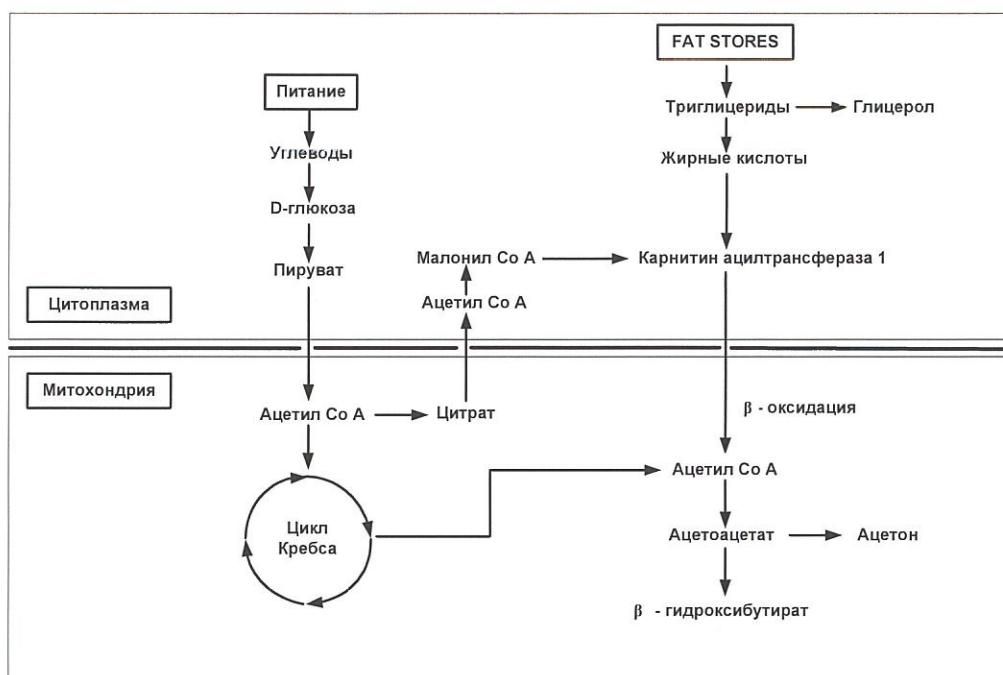 FAT STORES
Питание
Триглицериды
Глицерол
Углеводы
Жирные кислоты
D-глюкоза
Пируват
Малонил Co A
Карнитин ацилтрансфераза 1
Ацетил Co A
Цитоплазма
Митохондрия
Ацетил Co A
Цитрат
β - оксидация
Ацетил Co A
Цикл
Кребса
Ацетоацетат
Ацетон
β - гидроксибутират